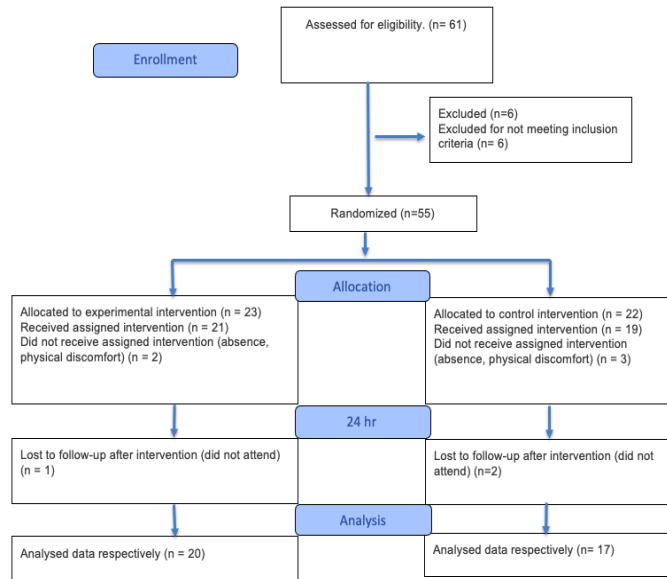 Assessed for eligibility. (n= 61)
Enrollment
Excluded (n=6)
Excluded for not meeting inclusion
criteria (n= 6)
Randomized (n=55)
Allocation
Allocated to experimental intervention (n = 23)
Received assigned intervention (n = 21)
Did not receive assigned intervention (absence,
physical discomfort) (n = 2)
Allocated to control intervention (n = 22)
Received assigned intervention (n = 19)
Did not receive assigned intervention
(absence, physical discomfort) (n = 3)
24 hr
Lost to follow-up after intervention (did not attend)
(n = 1)
Lost to follow-up after intervention (did not
attend) (n=2)
Analysis
Analysed data respectively (n = 20)
Analysed data respectively (n= 17)